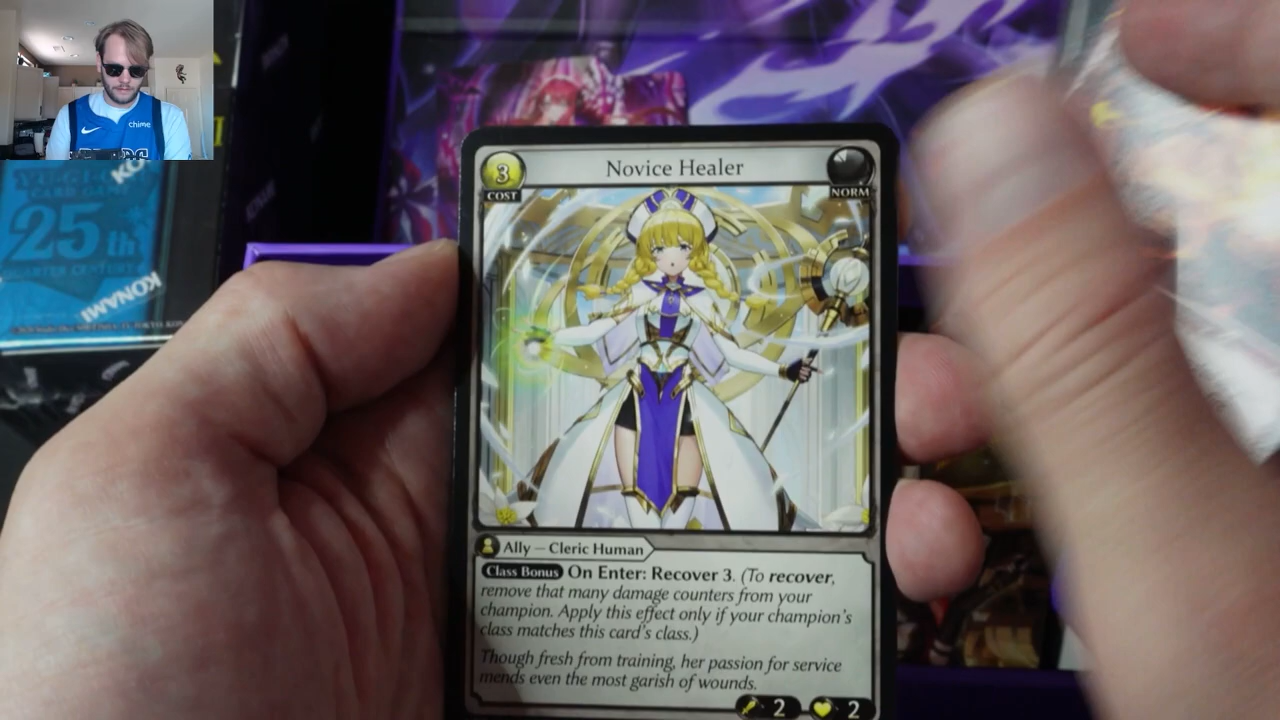 chime
25th
QUARTER CENTURY
KONAMI
3
COST
Novice Healer
NORM
Ally — Cleric Human
Class Bonus On Enter: Recover 3. (To recover,
remove that many damage counters from your
champion. Apply this effect only if your champion's
class matches this card's class.)
Though fresh from training, her passion for service
mends even the most garish of wounds.
2
2